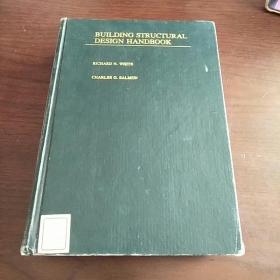 BUILDING STRUCTURAL
DESIGN HANDBOOK
RICHARD N. WHITE
CHARLES G. SALMON